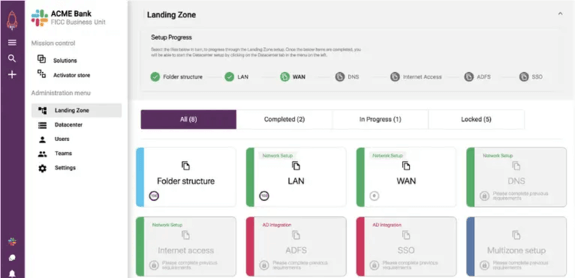 ACME Bank
FICC Business Unit
Mission control
Solutions
Activator store
Administration menu
Landing Zone
Datacenter
Users
Teams
Settings
Landing Zone
Setup Progress
Select the files below in turn, to progress through the Landing Zone setup. Once the below items are completed, you
will be able to start the Datacenter setup by clicking on the Datacenter tab in the menu on the left.
Folder structure
LAN
WAN
DNS
Internet Access
ADFS
SSO
All (8)
Completed (2)
In Progress (1)
Locked (5)
Folder structure
Network Setup
LAN
Network Setup
WAN
Network Setup
DNS
Please complete previous
requirements
Network Setup
Internet access
Please complete previous
requirements
AD Integration
ADFS
Please complete previous
requirements
AD Integration
SSO
Please complete previous
requirements
Multizone setup
Please complete previous
requirements